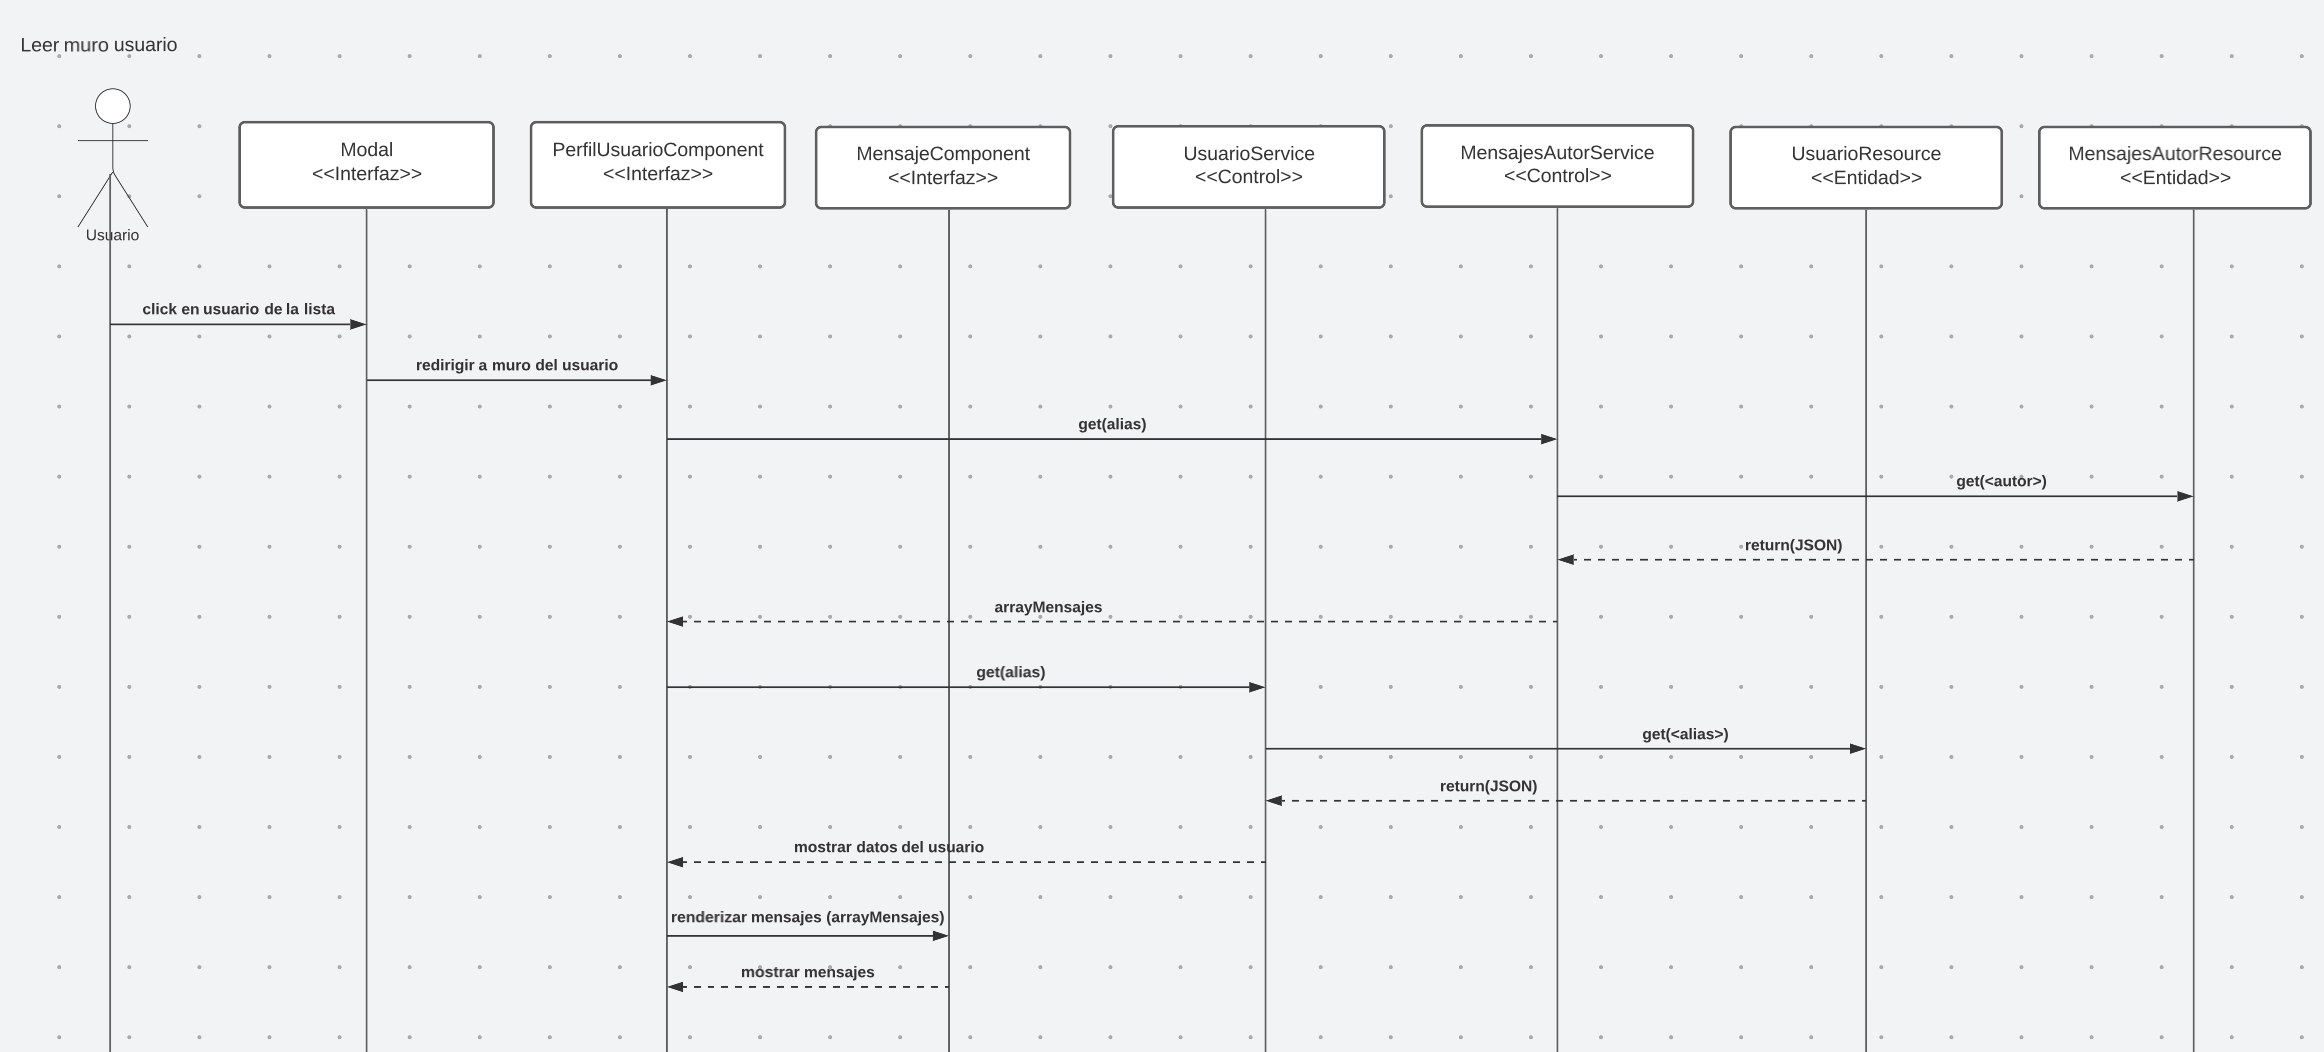 Leer muro usuario
Usuario
Modal
<<Interfaz>>
PerfilUsuarioComponent
<<Interfaz>>
MensajeComponent
<<Interfaz>>
UsuarioService
<<Control>>
MensajesAutorService
<<Control>>
UsuarioResource
<<Entidad>>
MensajesAutorResource
<<Entidad>>
click en usuario de la lista
redirigir a muro del usuario
get(alias)
get(<autor>)
return(JSON)
arrayMensajes
get(alias)
get(<alias>)
return(JSON)
mostrar datos del usuario
renderizar mensajes (arrayMensajes)
mostrar mensajes